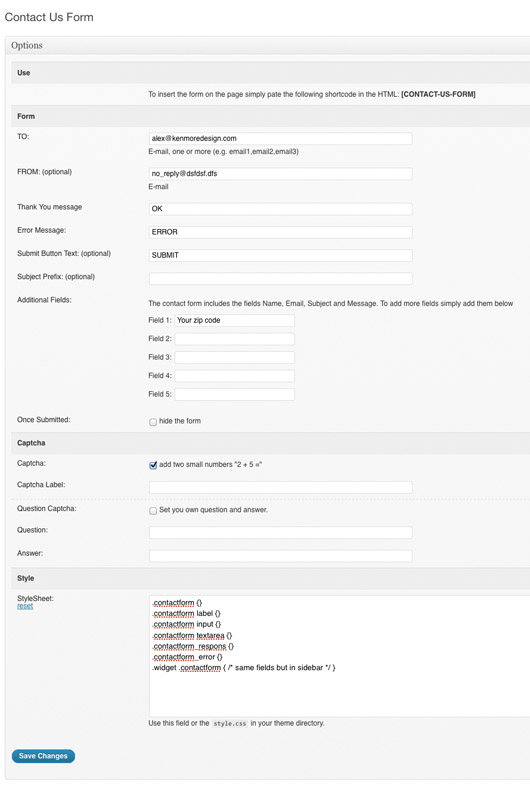 Contact Us Form
Options
Use
To insert the form on the page simply pate the following shortcode in the HTML: [CONTACT-US-FORM]
Form
TO:
alex@kenmoredesign.com
E-mail, one or more (e.g. email1,email2,email3)
FROM: (optional)
no_reply@dsfdsf.dfs
E-mail
Thank You message
OK
Error Message:
ERROR
Submit Button Text: (optional)
SUBMIT
Subject Prefix: (optional)
Additional Fields:
The contact form includes the fields Name, Email, Subject and Message. To add more fields simply add them below
Field 1: Your zip code
Field 2:
Field 3:
Field 4:
Field 5:
Once Submitted:
hide the form
Captcha
Captcha:
add two small numbers "2 + 5 ="
Captcha Label:
Question Captcha:
Set you own question and answer.
Question:
Answer:
Style
StyleSheet:
reset
.contactform {}
.contactform label {}
.contactform input {}
.contactform textarea {}
.contactform_respons {}
.contactform_error {}
.widget .contactform { /* same fields but in sidebar */ }
Use this field or the style.css in your theme directory.
Save Changes